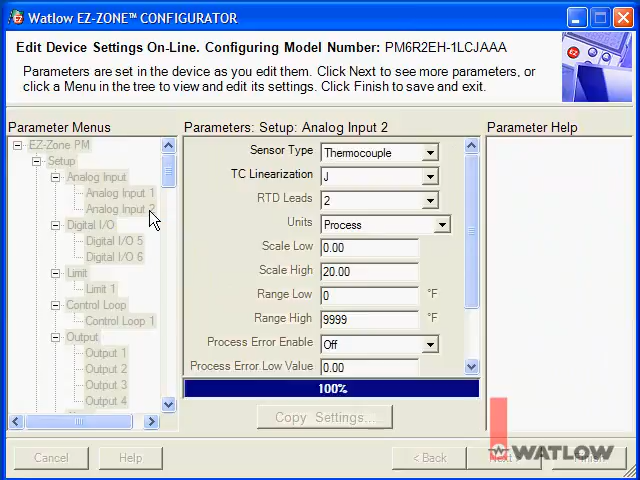 Watlow EZ-ZONE™ CONFIGURATOR
Edit Device Settings On-Line. Configuring Model Number: PM6R2EH-1LCJAAA
Parameters are set in the device as you edit them. Click Next to see more parameters, or
click a Menu in the tree to view and edit its settings. Click Finish to save and exit.
Parameter Menus
EZ-Zone PM
Setup
Analog Input
Analog Input 1
Analog Input 2
Digital I/O
Digital I/O 5
Digital I/O 6
Limit
Limit 1
Control Loop
Control Loop 1
Output
Output 1
Output 2
Output 3
Output 4
Parameters: Setup: Analog Input 2
Sensor Type Thermocouple
TC Linearization J
RTD Leads 2
Units Process
Scale Low 0.00
Scale High 20.00
Range Low 0 °F
Range High 9999 °F
Process Error Enable Off
Process Error Low Value 0.00
100%
Copy Settings...
Parameter Help
Cancel
Help
< Back
Next >
Finish
WATLOW